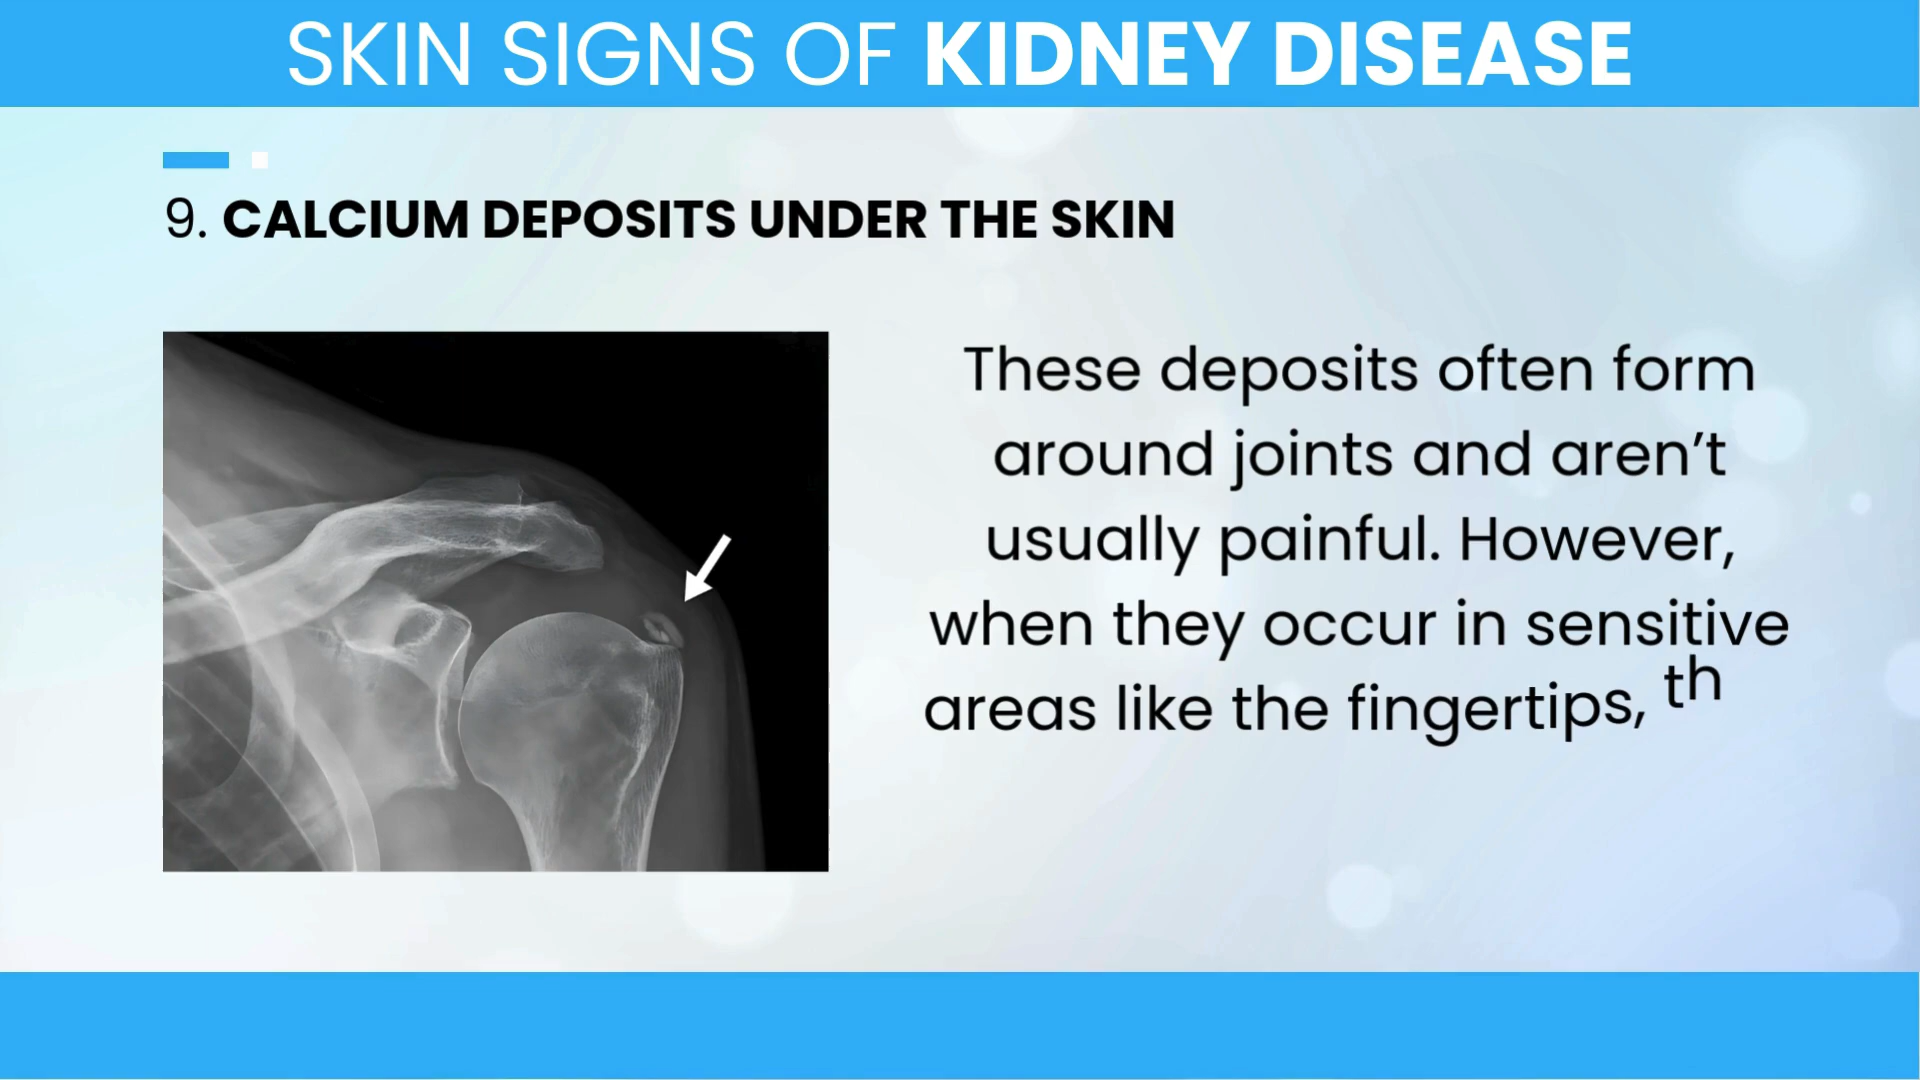 SKIN SIGNS OF KIDNEY DISEASE
9. CALCIUM DEPOSITS UNDER THE SKIN
These deposits often form
around joints and aren’t
usually painful. However,
when they occur in sensitive
areas like the fingertips, th